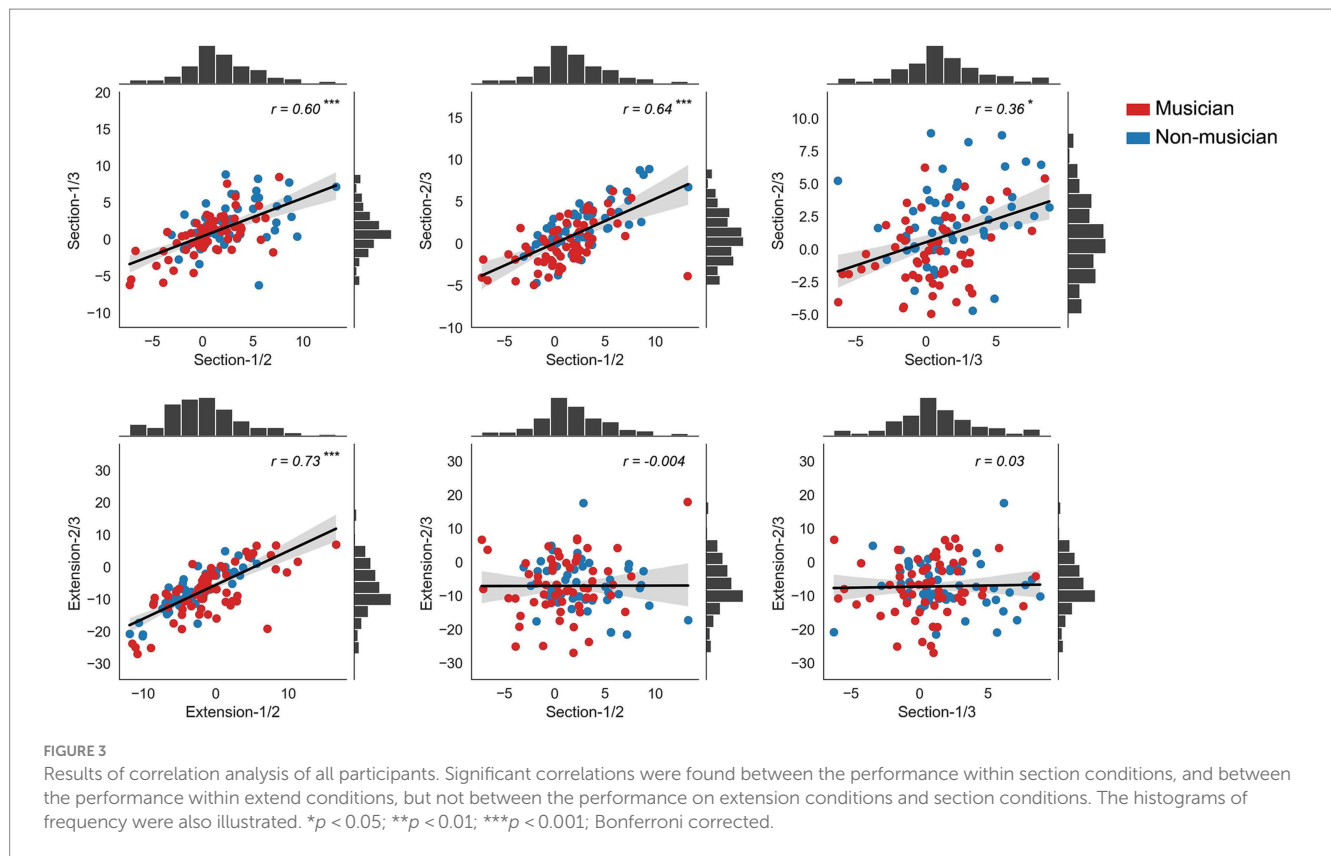 r = 0.60 ***
Section-1/3
20
15
10
5
0
−5
−10
−5
0
5
10
Section-1/2
r = 0.64 ***
Section-2/3
15
10
5
0
−5
−10
−5
0
5
10
Section-1/2
r = 0.36 *
Section-2/3
10.0
7.5
5.0
2.5
0.0
−2.5
−5.0
−5
0
5
Section-1/3
Musician
Non-musician
r = 0.73 ***
Extension-2/3
30
20
10
0
−10
−20
−30
−10
0
10
Extension-1/2
r = -0.004
Extension-2/3
30
20
10
0
−10
−20
−30
−5
0
5
10
Section-1/2
r = 0.03
Extension-2/3
30
20
10
0
−10
−20
−30
−5
0
5
Section-1/3
FIGURE 3
Results of correlation analysis of all participants. Significant correlations were found between the performance within section conditions, and between
the performance within extend conditions, but not between the performance on extension conditions and section conditions. The histograms of
frequency were also illustrated. *p < 0.05; **p < 0.01; ***p < 0.001; Bonferroni corrected.